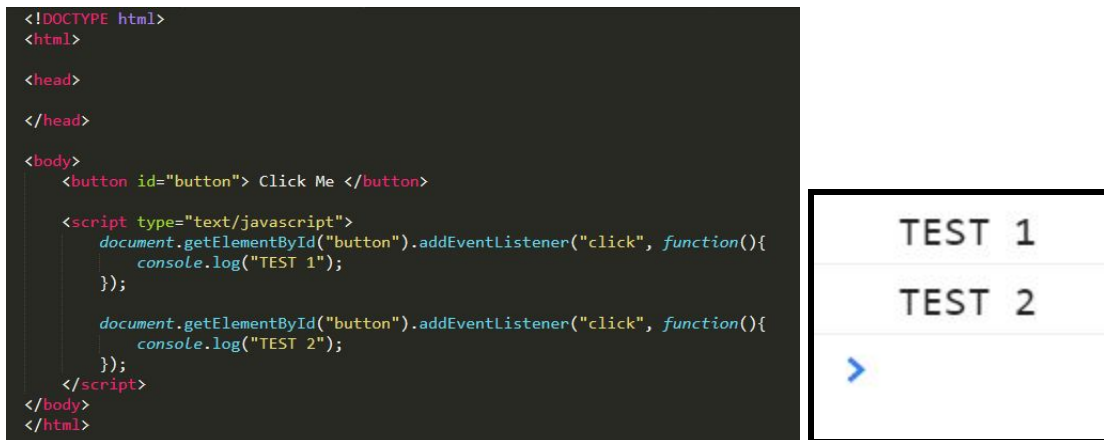 <!DOCTYPE html>
<html>
<head>
</head>
<body>
<button id="button"> Click Me </button>
<script type="text/javascript">
document.getElementById("button").addEventListener("click", function(){
console.log("TEST 1");
});
document.getElementById("button").addEventListener("click", function(){
console.log("TEST 2");
});
</script>
</body>
</html>
TEST 1
TEST 2
>